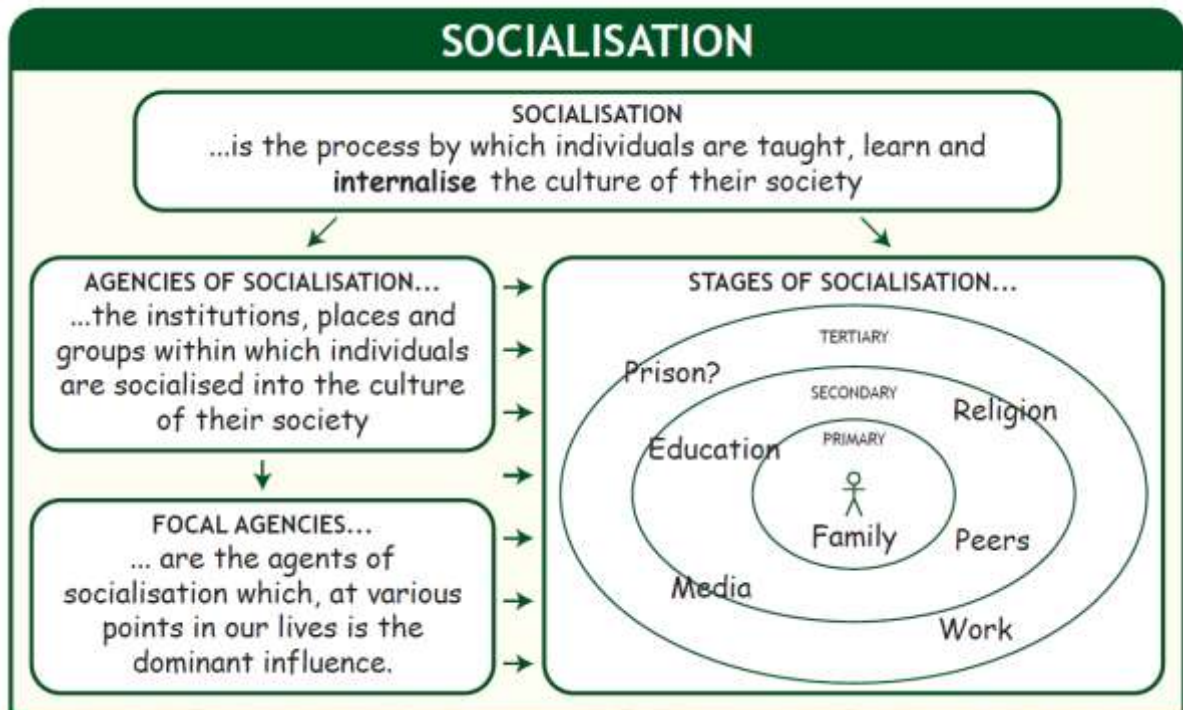 SOCIALISATION
SOCIALISATION
...is the process by which individuals are taught, learn and
internalise the culture of their society
AGENCIES OF SOCIALISATION...
...the institutions, places and
groups within which individuals
are socialised into the culture
of their society
FOCAL AGENCIES...
... are the agents of
socialisation which, at various
points in our lives is the
dominant influence.
STAGES OF SOCIALISATION...
TERTIARY
Prison?
SECONDARY
Religion
Education
PRIMARY
Family
Peers
Media
Work